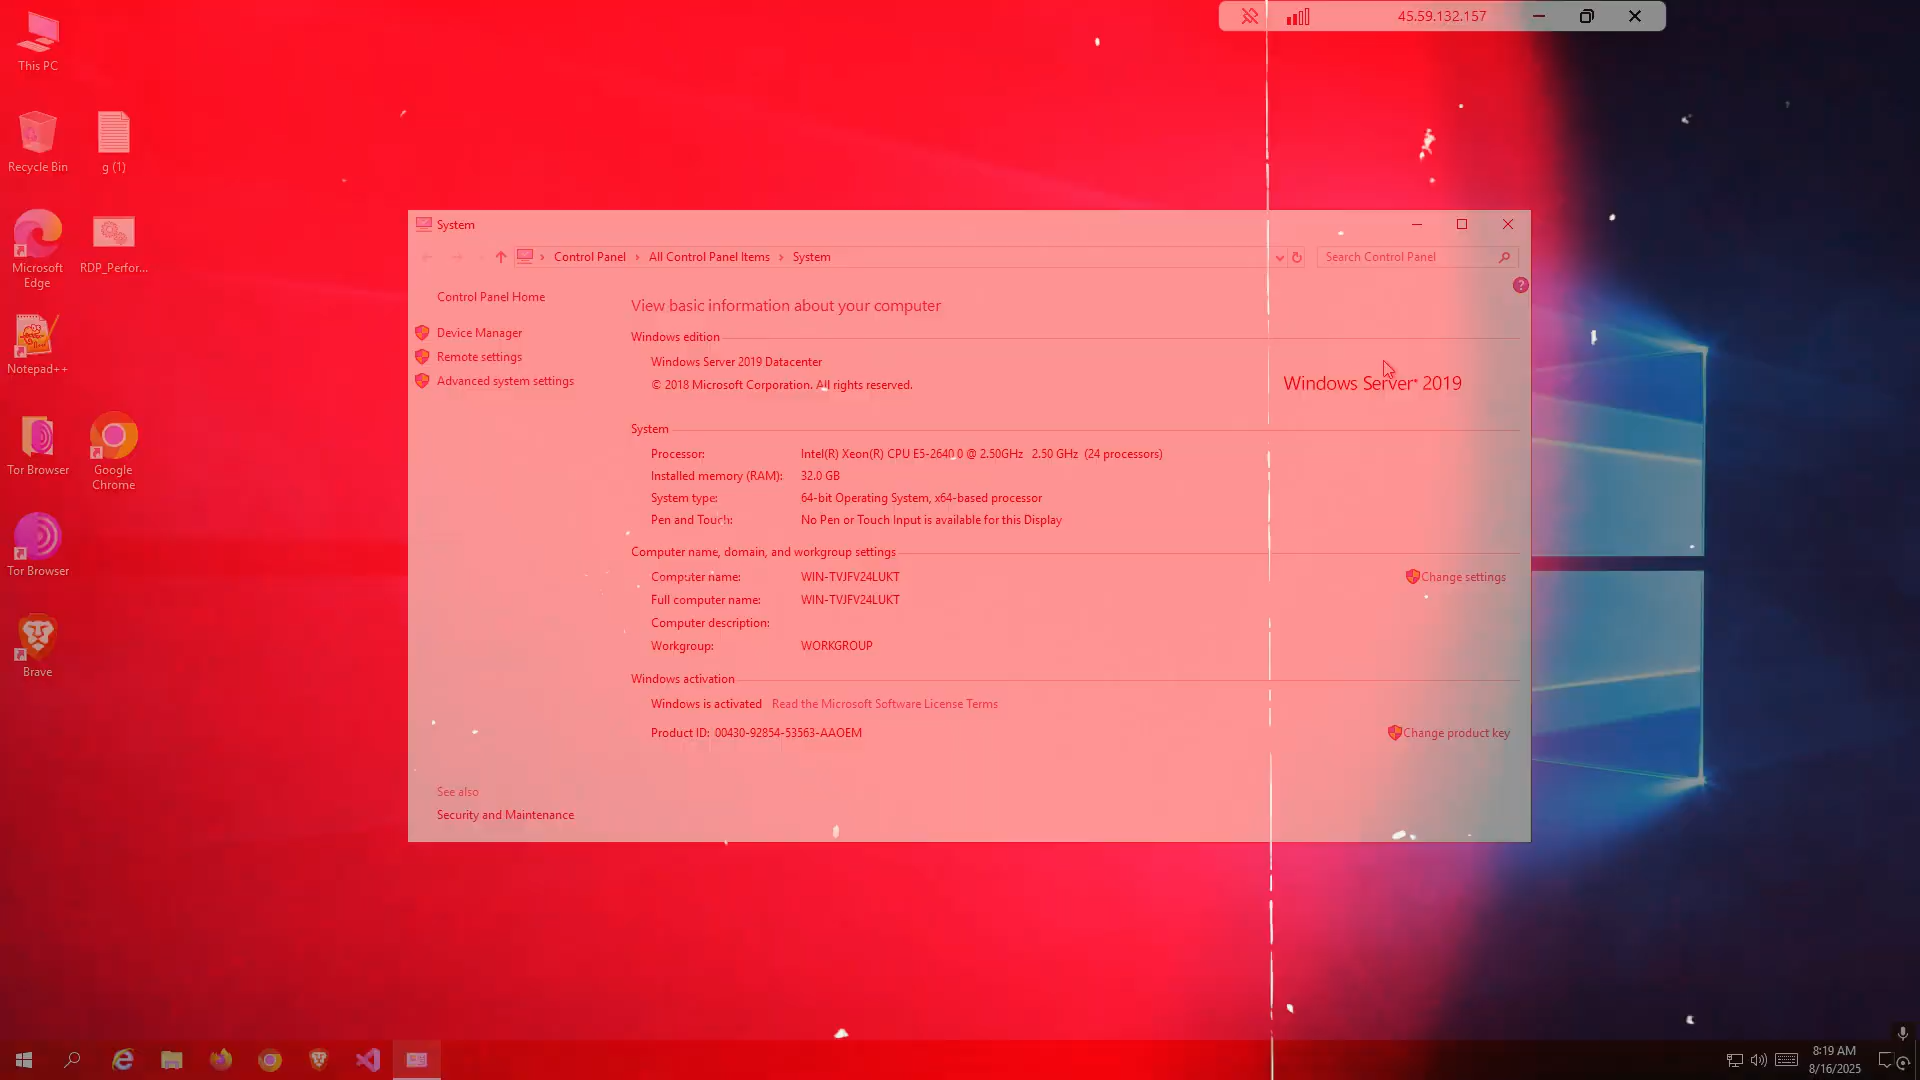 45.59.132.157
This PC
Recycle Bin
g (1)
Microsoft
Edge
RDP_Perfor...
Notepad++
Tor Browser
Google
Chrome
Tor Browser
Brave
System
Control Panel > All Control Panel Items > System
Search Control Panel
Control Panel Home
Device Manager
Remote settings
Advanced system settings
See also
Security and Maintenance
View basic information about your computer
Windows edition
Windows Server 2019 Datacenter
© 2018 Microsoft Corporation. All rights reserved.
Windows Server® 2019
System
Processor: Intel(R) Xeon(R) CPU E5-2640 0 @ 2.50GHz 2.50 GHz (24 processors)
Installed memory (RAM): 32.0 GB
System type: 64-bit Operating System, x64-based processor
Pen and Touch: No Pen or Touch Input is available for this Display
Computer name, domain, and workgroup settings
Computer name: WIN-TVJFV24LUKT
Change settings
Full computer name: WIN-TVJFV24LUKT
Computer description:
Workgroup: WORKGROUP
Windows activation
Windows is activated Read the Microsoft Software License Terms
Product ID: 00430-92854-53563-AAOEM
Change product key
8:19 AM
8/16/2025